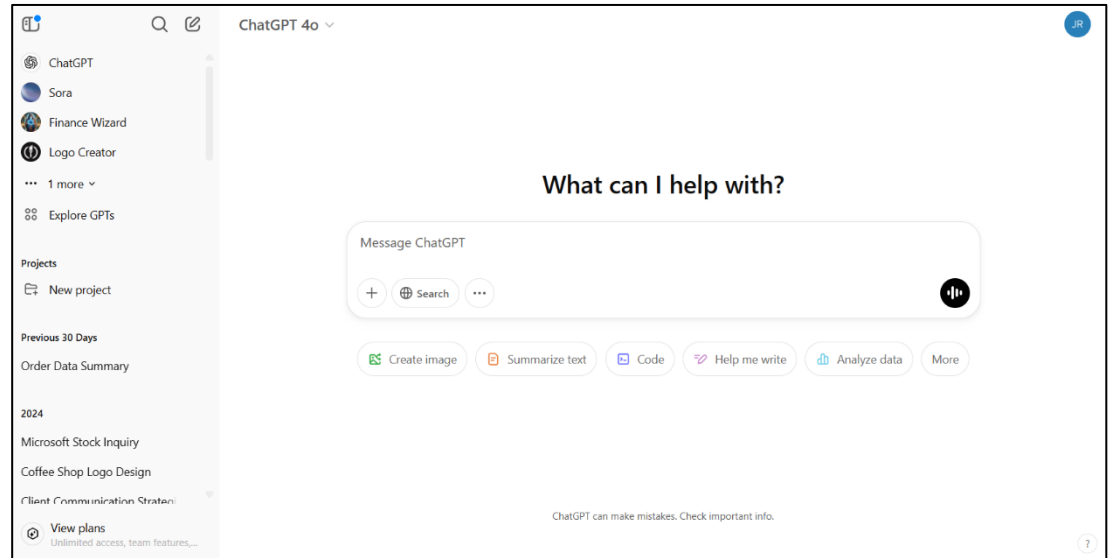 ChatGPT 4o
JR
ChatGPT
Sora
Finance Wizard
Logo Creator
1 more
Explore GPTs
Projects
New project
Previous 30 Days
Order Data Summary
2024
Microsoft Stock Inquiry
Coffee Shop Logo Design
Client Communication Strategi
View plans
Unlimited access, team features,...
What can I help with?
Message ChatGPT
Search
Create image Summarize text Code Help me write Analyze data More
ChatGPT can make mistakes. Check important info.
?